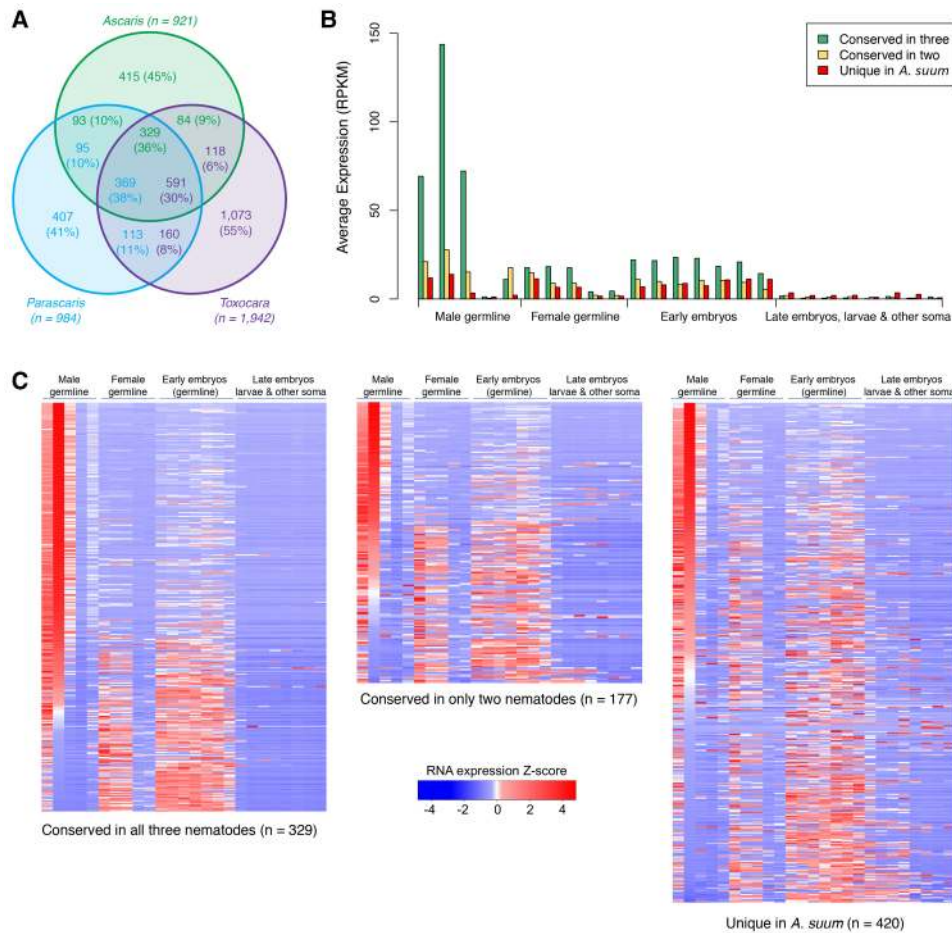 A
Ascaris (n = 921)
415 (45%)
93 (10%)
84 (9%)
329
(36%)
95
(10%)
118
(6%)
369
(38%)
591
(30%)
407
(41%)
1,073
(55%)
113
(11%)
160
(8%)
Parascaris
(n = 984)
Toxocara
(n = 1,942)
B
Average Expression (RPKM)
150
100
50
0
Conserved in three
Conserved in two
Unique in A. suum
Male germline
Female germline
Early embryos
Late embryos, larvae & other soma
C
Male
germline
Female
germline
Early embryos
(germline)
Late embryos
larvae & other soma
Conserved in all three nematodes (n = 329)
Male
germline
Female
germline
Early embryos
(germline)
Late embryos
larvae & other soma
Conserved in only two nematodes (n = 177)
RNA expression Z-score
-4 -2 0 2 4
Male
germline
Female
germline
Early embryos
(germline)
Late embryos
larvae & other soma
Unique in A. suum (n = 420)